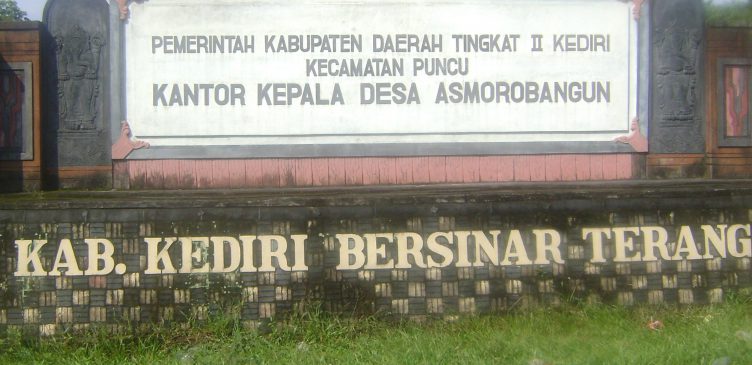 PEMERINTAH KABUPATEN DAERAH TINGKAT II KEDIRI
KECAMATAN PUNCU
KANTOR KEPALA DESA ASMOROBANGUN
KAB. KEDIRI BERSINAR TERANG